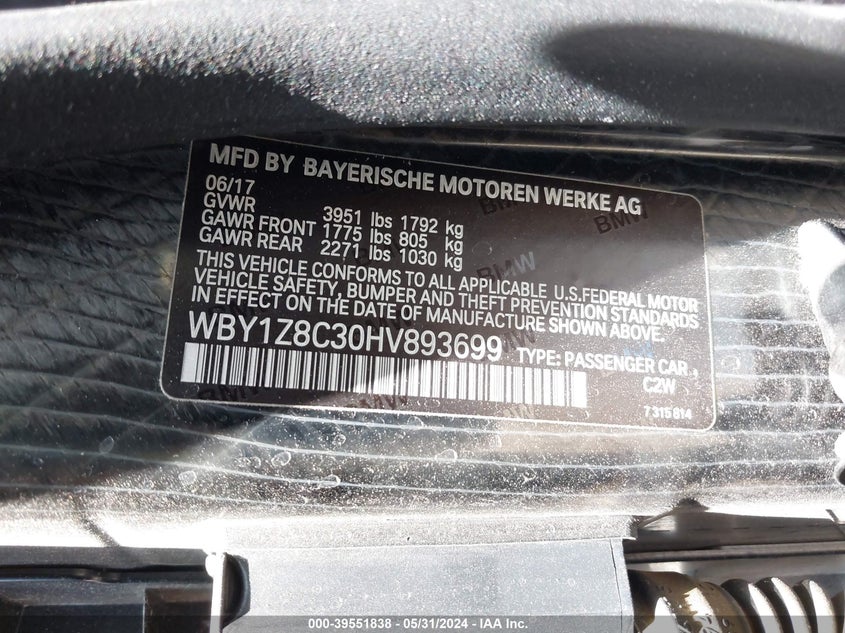 MFD BY BAYERISCHE MOTOREN WERKE AG
06/17
GVWR 3951 lbs 1792 kg
GAWR FRONT 1775 lbs 805 kg
GAWR REAR 2271 lbs 1030 kg
THIS VEHICLE CONFORMS TO ALL APPLICABLE U.S.FEDERAL MOTOR
VEHICLE SAFETY, BUMPER AND THEFT PREVENTION STANDARDS
IN EFFECT ON THE DATE OF MANUFACTURE SHOWN ABOVE.
WBY1Z8C30HV893699 TYPE: PASSENGER CAR,
C2W
7 315 814
000-39551838 - 05/31/2024 - IAA Inc.